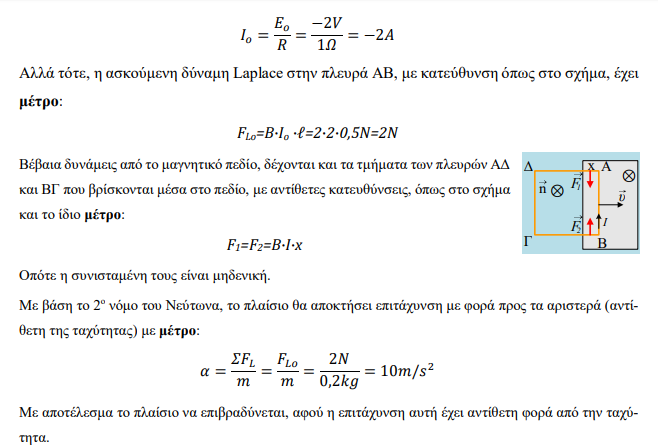 I_o = E_o / R = −2V / 1Ω = −2A
Αλλά τότε, η ασκούμενη δύναμη Laplace στην πλευρά ΑΒ, με κατεύθυνση όπως στο σχήμα, έχει
μέτρο:
F_Lo=B∙I_o ∙ℓ=2∙2∙0,5N=2N
Βέβαια δυνάμεις από το μαγνητικό πεδίο, δέχονται και τα τμήματα των πλευρών ΑΔ
και ΒΓ που βρίσκονται μέσα στο πεδίο, με αντίθετες κατευθύνσεις, όπως στο σχήμα
και το ίδιο μέτρο:
F₁=F₂=B∙I∙x
Δ x A
n⃗ F⃗₁ υ⃗
F⃗₂ I
Γ B
Οπότε η συνισταμένη τους είναι μηδενική.
Με βάση το 2º νόμο του Νεύτωνα, το πλαίσιο θα αποκτήσει επιτάχυνση με φορά προς τα αριστερά (αντί-
θετη της ταχύτητας) με μέτρο:
α = ΣF_L / m = F_Lo / m = 2N / 0,2kg = 10m/s²
Με αποτέλεσμα το πλαίσιο να επιβραδύνεται, αφού η επιτάχυνση αυτή έχει αντίθετη φορά από την ταχύ-
τητα.